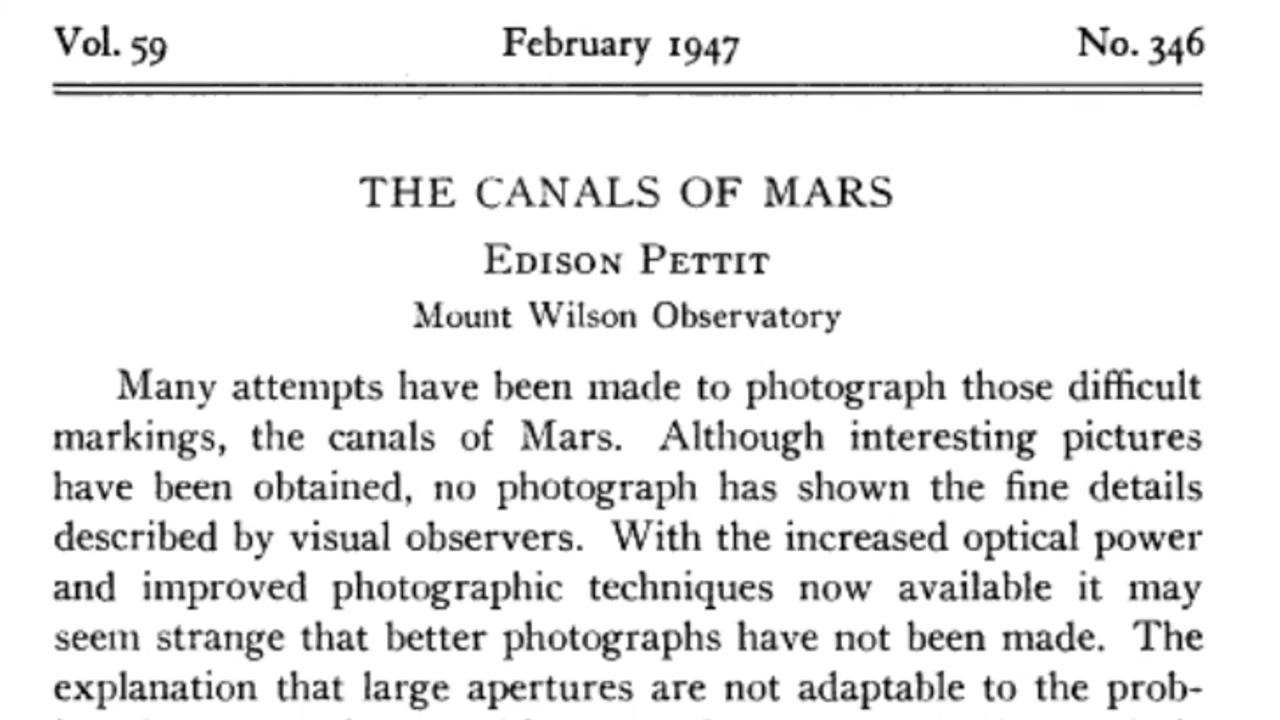 Vol. 59 February 1947 No. 346
THE CANALS OF MARS
EDISON PETTIT
Mount Wilson Observatory
Many attempts have been made to photograph those difficult
markings, the canals of Mars. Although interesting pictures
have been obtained, no photograph has shown the fine details
described by visual observers. With the increased optical power
and improved photographic techniques now available it may
seem strange that better photographs have not been made. The
explanation that large apertures are not adaptable to the prob-